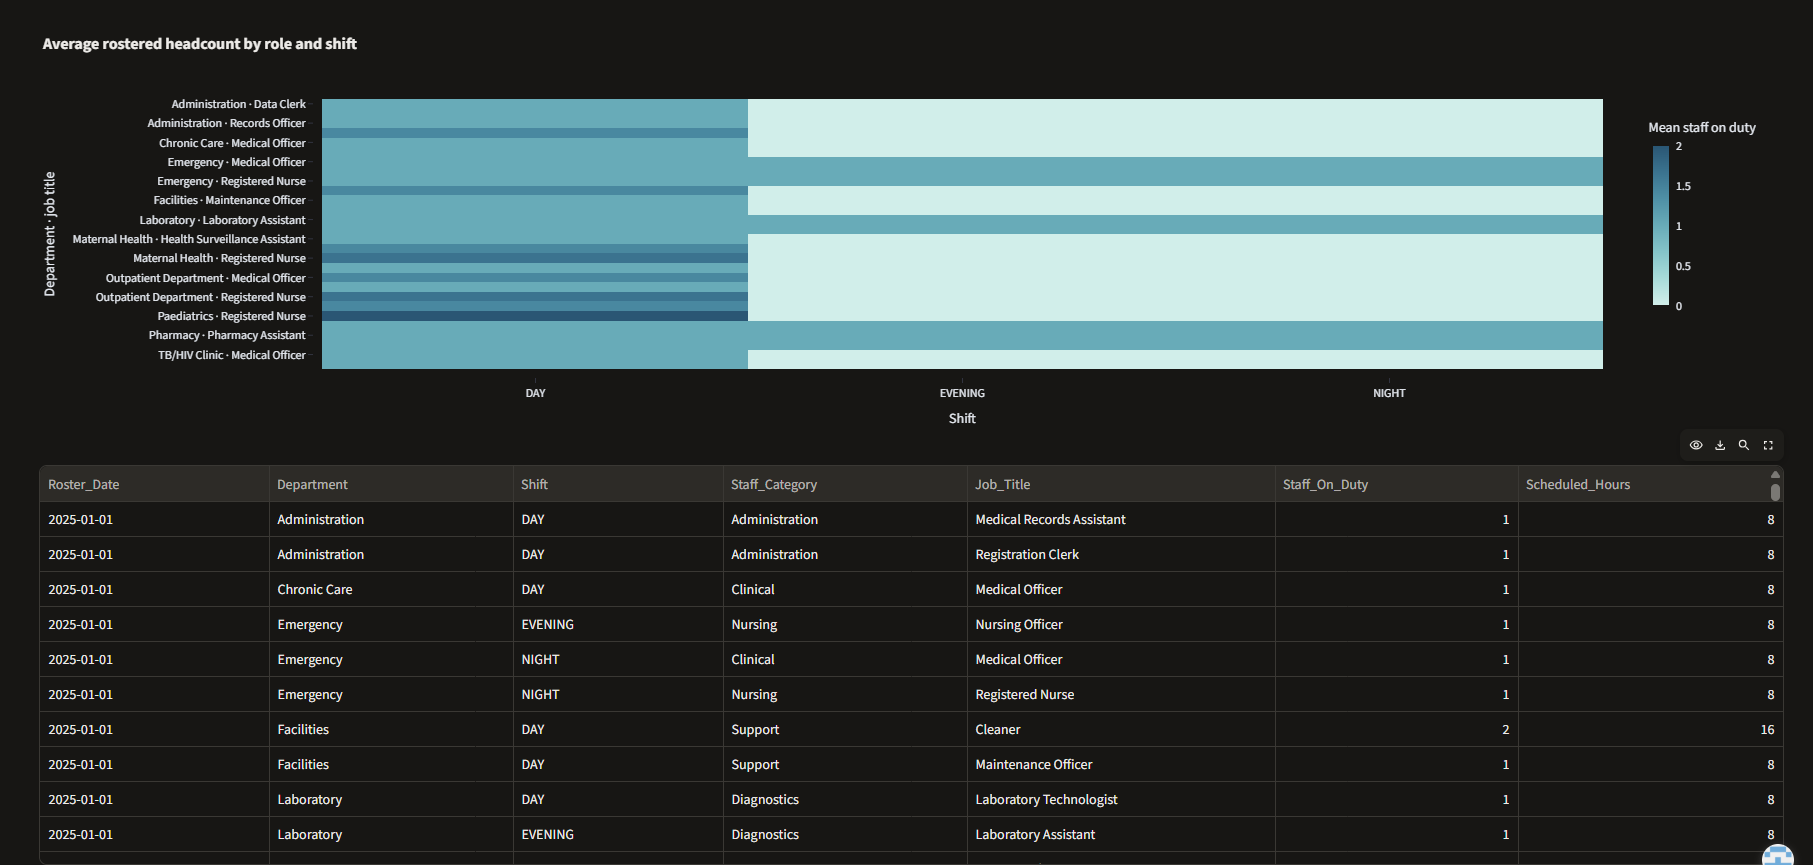 Average rostered headcount by role and shift
Department · job title
Administration · Data Clerk
Administration · Records Officer
Chronic Care · Medical Officer
Emergency · Medical Officer
Emergency · Registered Nurse
Facilities · Maintenance Officer
Laboratory · Laboratory Assistant
Maternal Health · Health Surveillance Assistant
Maternal Health · Registered Nurse
Outpatient Department · Medical Officer
Outpatient Department · Registered Nurse
Paediatrics · Registered Nurse
Pharmacy · Pharmacy Assistant
TB/HIV Clinic · Medical Officer
DAY EVENING NIGHT
Shift
Mean staff on duty
2
1.5
1
0.5
0
Roster_Date Department Shift Staff_Category Job_Title Staff_On_Duty Scheduled_Hours
2025-01-01 Administration DAY Administration Medical Records Assistant 1 8
2025-01-01 Administration DAY Administration Registration Clerk 1 8
2025-01-01 Chronic Care DAY Clinical Medical Officer 1 8
2025-01-01 Emergency EVENING Nursing Nursing Officer 1 8
2025-01-01 Emergency NIGHT Clinical Medical Officer 1 8
2025-01-01 Emergency NIGHT Nursing Registered Nurse 1 8
2025-01-01 Facilities DAY Support Cleaner 2 16
2025-01-01 Facilities DAY Support Maintenance Officer 1 8
2025-01-01 Laboratory DAY Diagnostics Laboratory Technologist 1 8
2025-01-01 Laboratory EVENING Diagnostics Laboratory Assistant 1 8